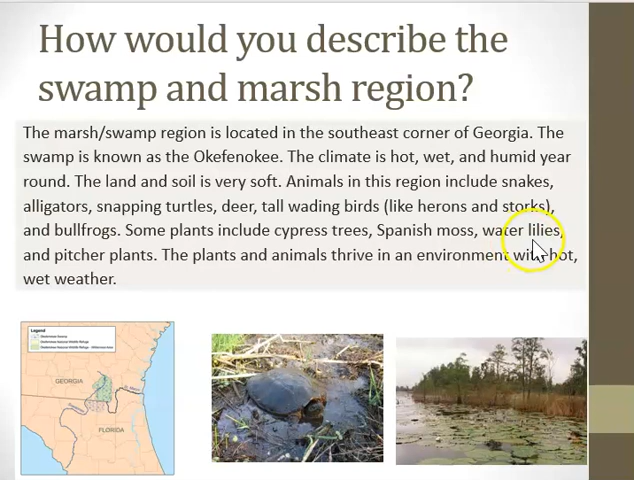 How would you describe the
swamp and marsh region?
The marsh/swamp region is located in the southeast corner of Georgia. The
swamp is known as the Okefenokee. The climate is hot, wet, and humid year
round. The land and soil is very soft. Animals in this region include snakes,
alligators, snapping turtles, deer, tall wading birds (like herons and storks),
and bullfrogs. Some plants include cypress trees, Spanish moss, water lilies,
and pitcher plants. The plants and animals thrive in an environment with hot,
wet weather.
Legend
GEORGIA
FLORIDA